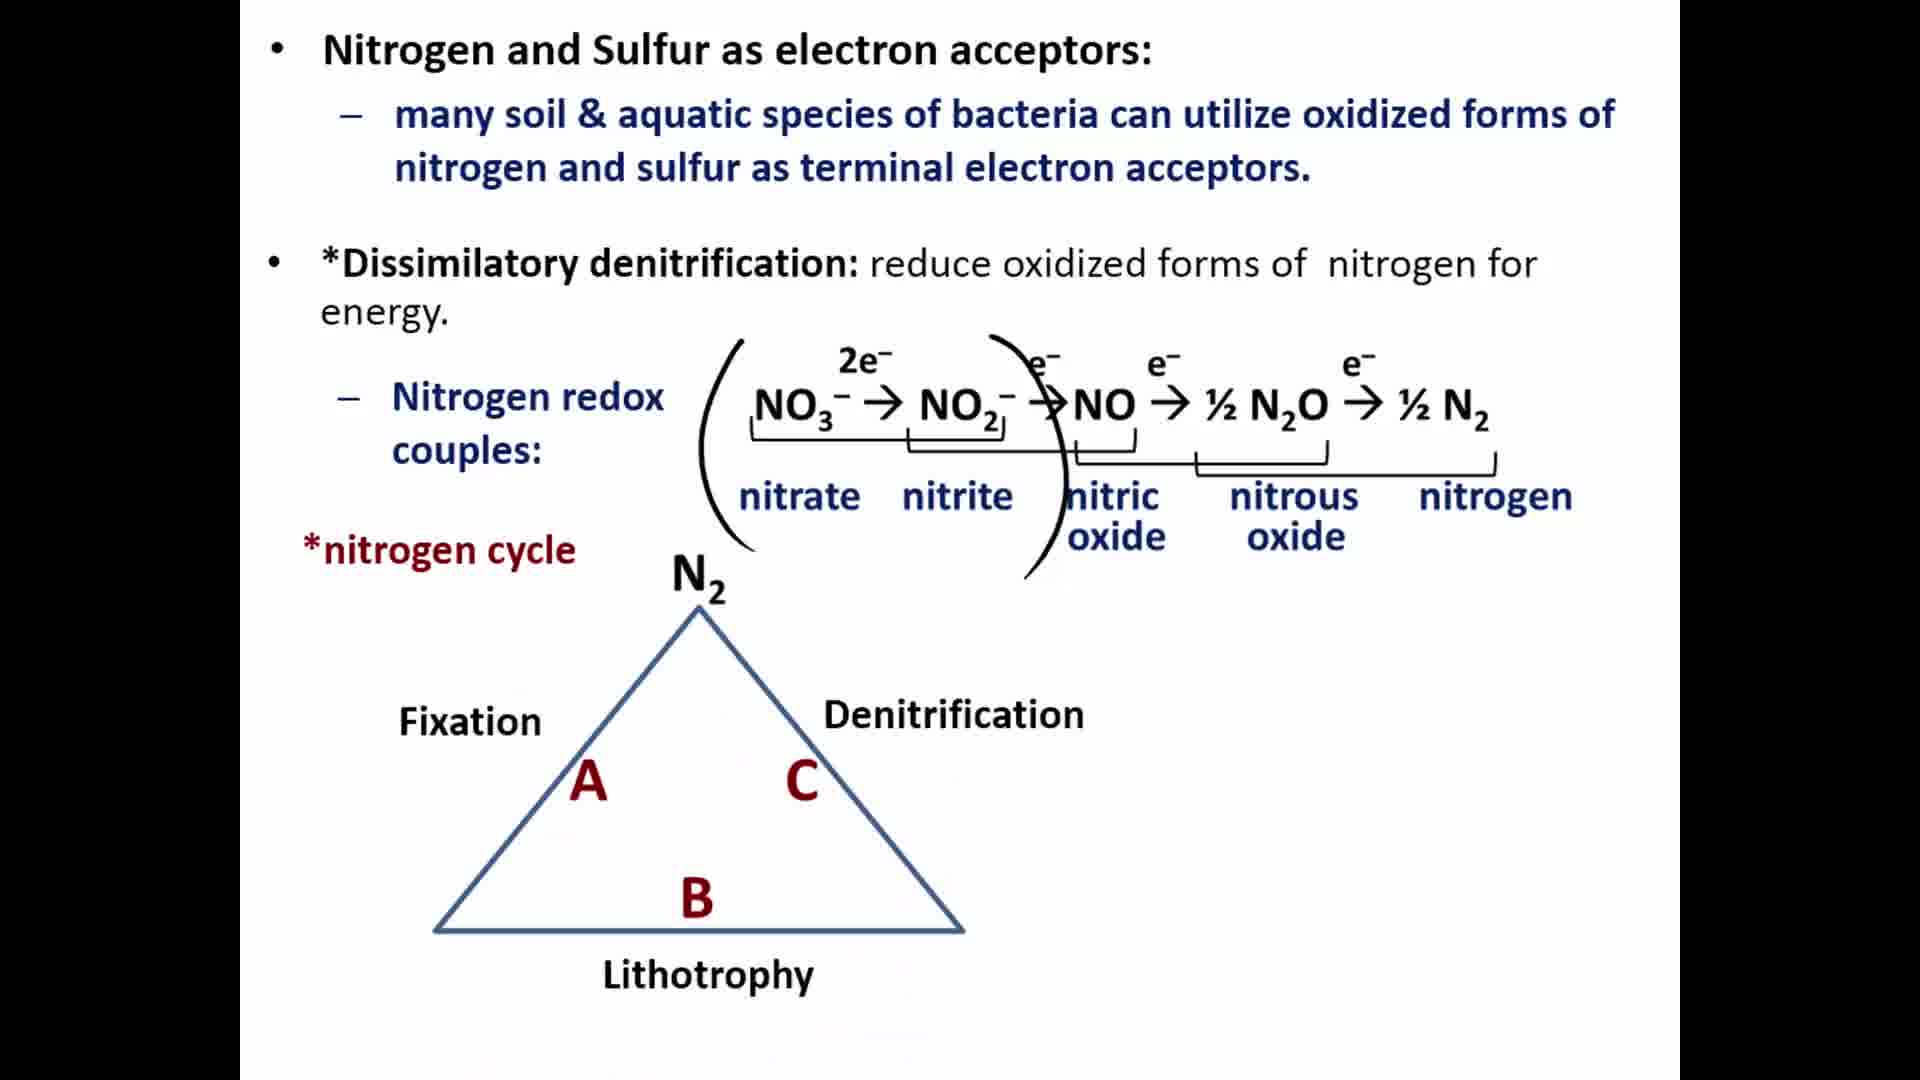 • Nitrogen and Sulfur as electron acceptors:
– many soil & aquatic species of bacteria can utilize oxidized forms of
nitrogen and sulfur as terminal electron acceptors.
• *Dissimilatory denitrification: reduce oxidized forms of nitrogen for
energy.
2e⁻ e⁻ e⁻ e⁻
– Nitrogen redox
couples:
NO₃⁻ → NO₂⁻ → NO → ½ N₂O → ½ N₂
nitrate nitrite nitric nitrous nitrogen
oxide oxide
*nitrogen cycle
N₂
Fixation
Denitrification
A
C
B
Lithotrophy